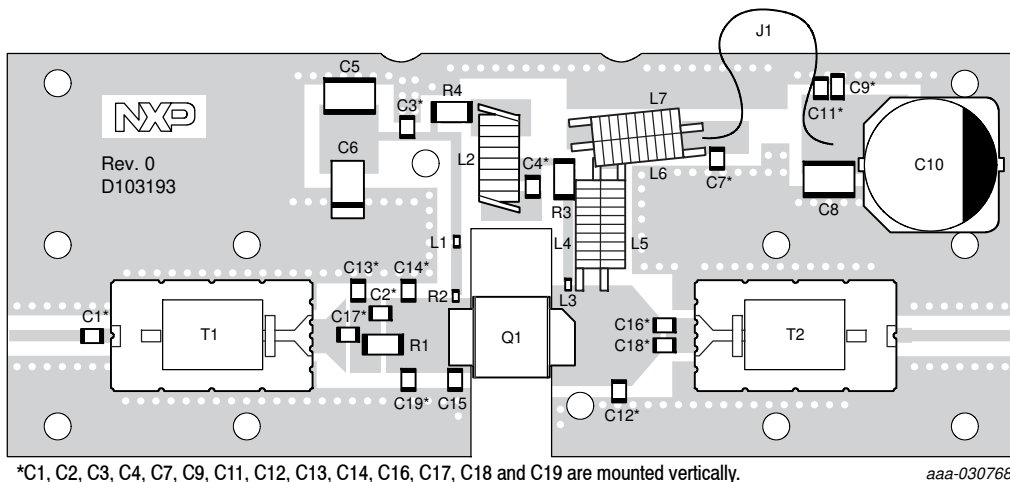 J1
C5
C3*
R4
L7
C9*
C11*
NXP
Rev. 0
D103193
C6
L2
C4*
R3
L6
C7*
C8
C10
L1
L4
L5
C13*
C14*
R2
L3
C2*
C1*
T1
C17*
R1
Q1
C16*
C18*
T2
C19*
C15
C12*
*C1, C2, C3, C4, C7, C9, C11, C12, C13, C14, C16, C17, C18 and C19 are mounted vertically.
aaa-030768